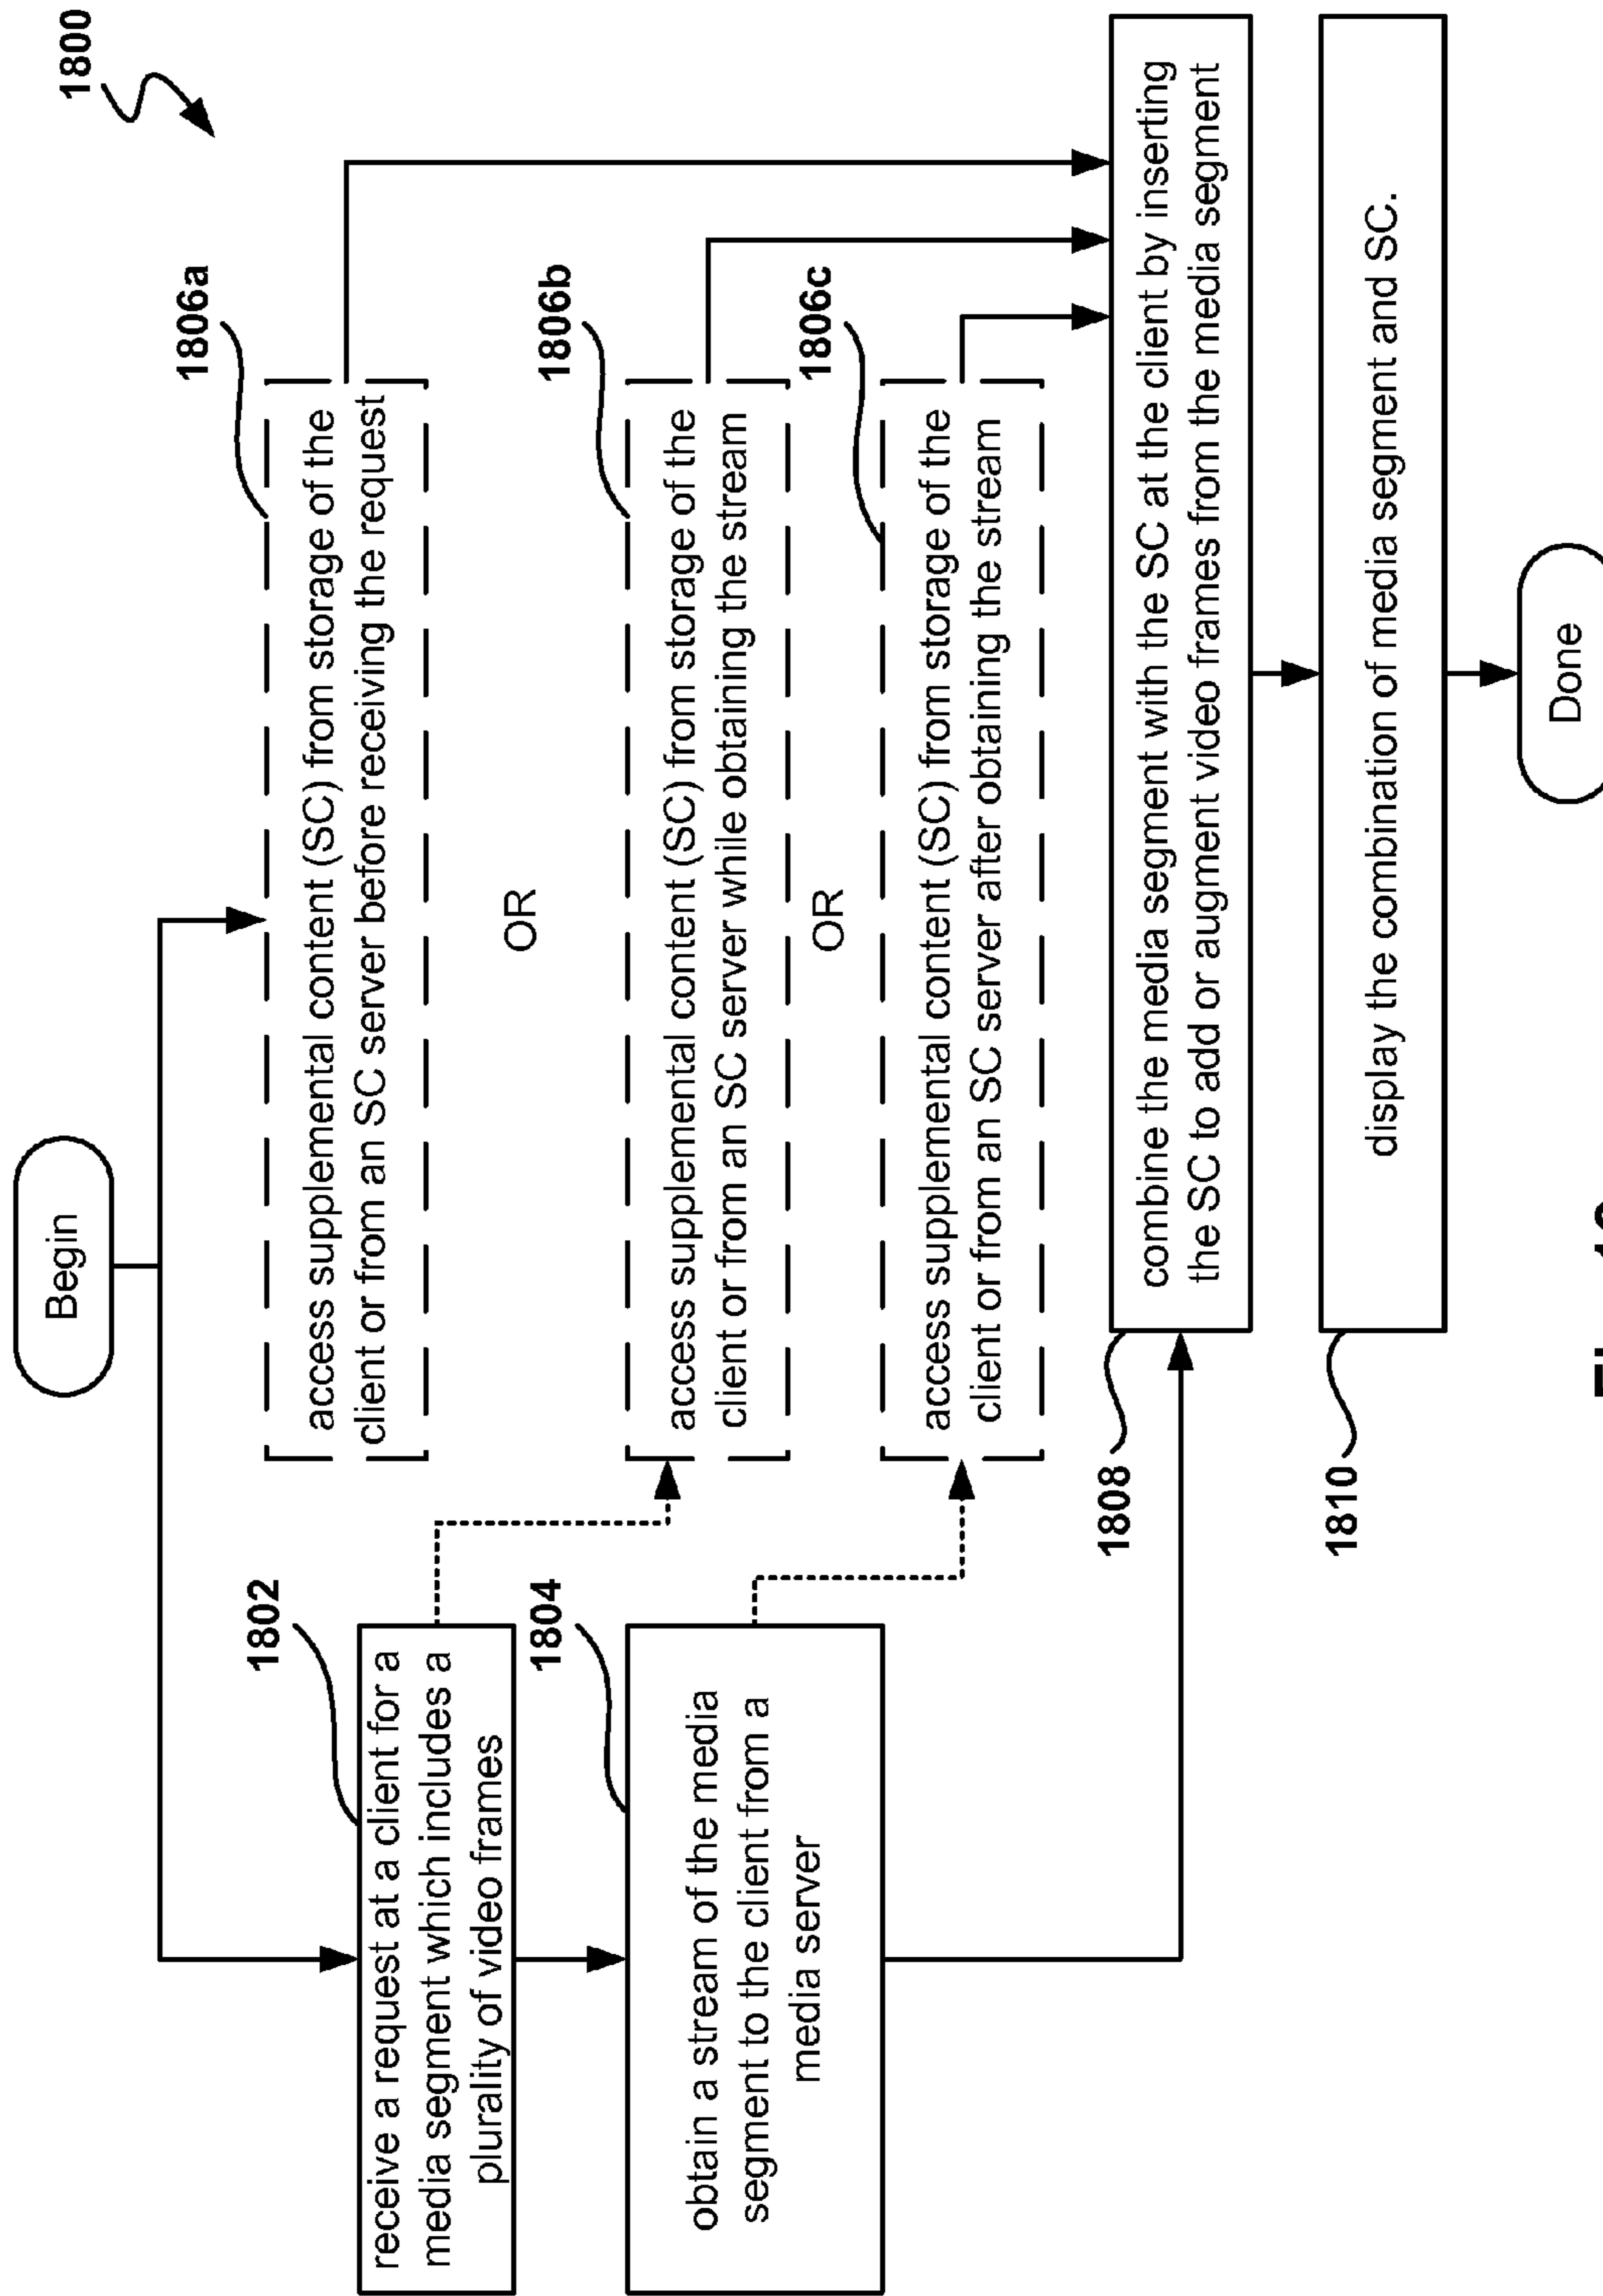 1800
Begin
1802
receive a request at a client for a
media segment which includes a
plurality of video frames
1804
obtain a stream of the media
segment to the client from a
media server
1806a
access supplemental content (SC) from storage of the
client or from an SC server before receiving the request
OR
1806b
access supplemental content (SC) from storage of the
client or from an SC server while obtaining the stream
OR
1806c
access supplemental content (SC) from storage of the
client or from an SC server after obtaining the stream
1808
combine the media segment with the SC at the client by inserting
the SC to add or augment video frames from the media segment
1810
display the combination of media segment and SC.
Done